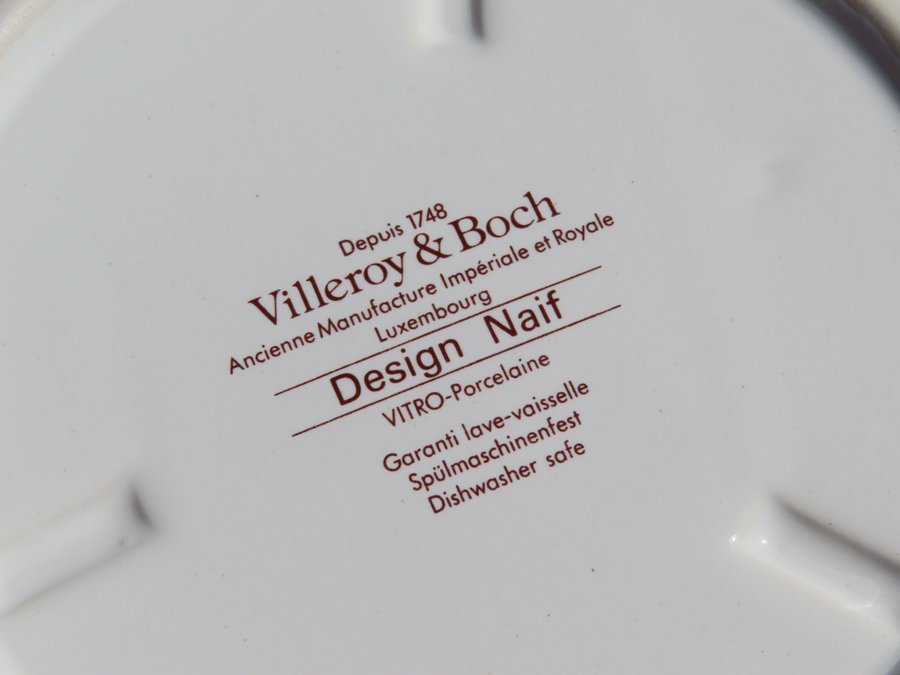 Depuis 1748
Villeroy & Boch
Ancienne Manufacture Impériale et Royale
Luxembourg
Design Naif
VITRO-Porcelaine
Garanti lave-vaisselle
Spülmaschinenfest
Dishwasher safe